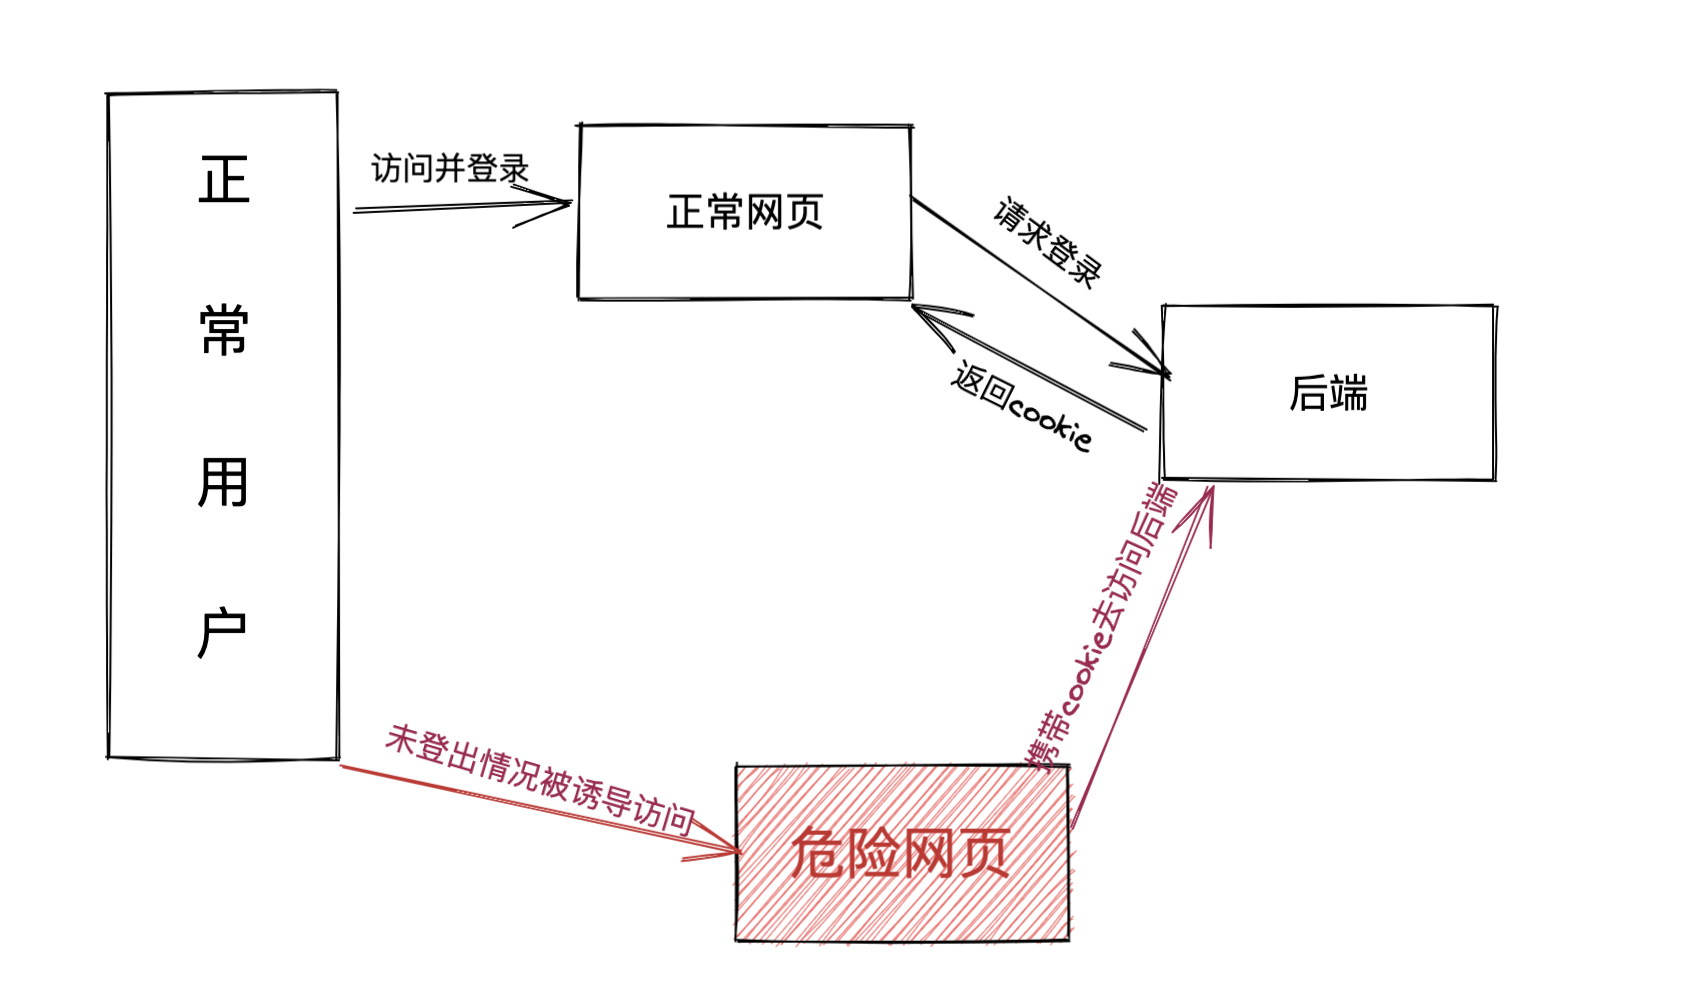 正
常
用
户
访问并登录
正常网页
请求登录
返回cookie
后端
未登出情况被诱导访问
危险网页
携带cookie去访问后端